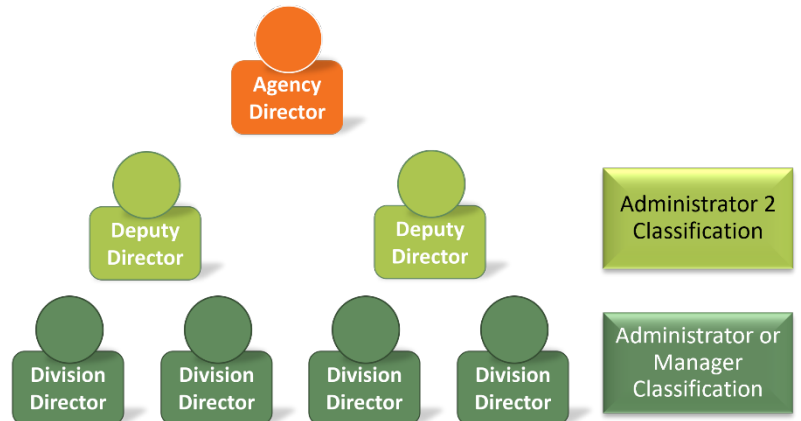 Agency
Director
Deputy
Director
Deputy
Director
Administrator 2
Classification
Division
Director
Division
Director
Division
Director
Division
Director
Administrator or
Manager
Classification